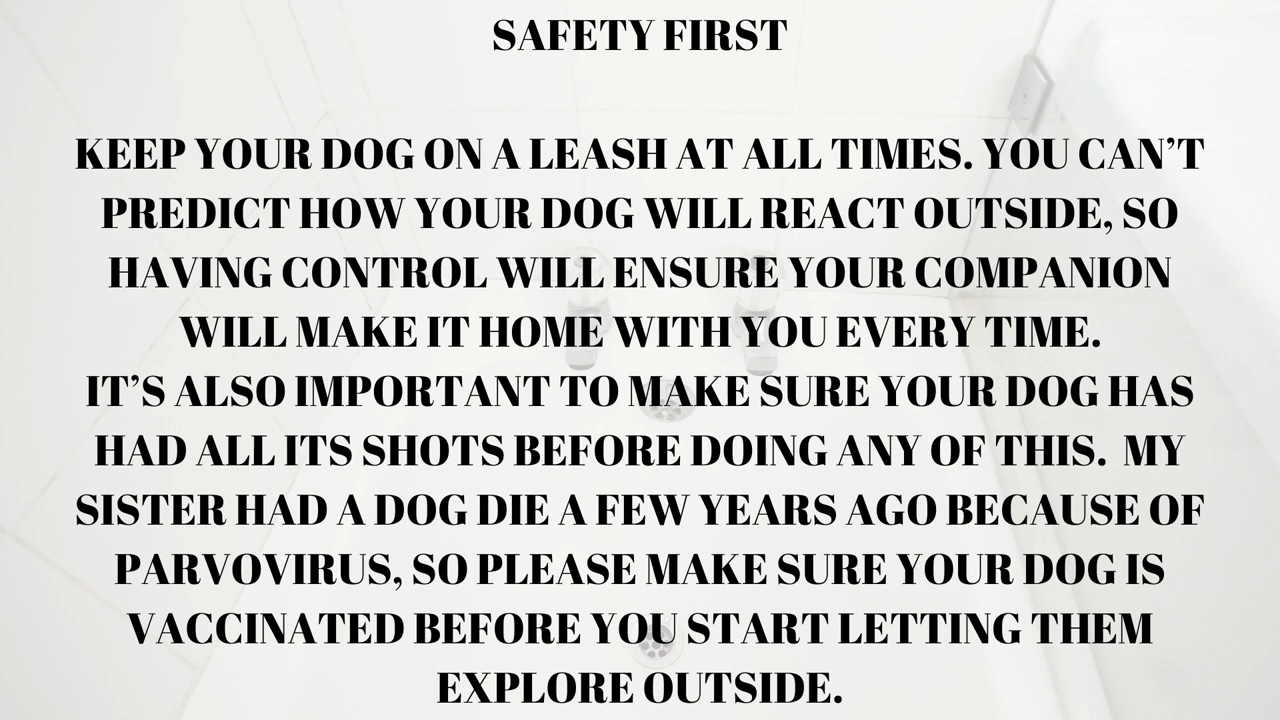 SAFETY FIRST
KEEP YOUR DOG ON A LEASH AT ALL TIMES. YOU CAN’T
PREDICT HOW YOUR DOG WILL REACT OUTSIDE, SO
HAVING CONTROL WILL ENSURE YOUR COMPANION
WILL MAKE IT HOME WITH YOU EVERY TIME.
IT’S ALSO IMPORTANT TO MAKE SURE YOUR DOG HAS
HAD ALL ITS SHOTS BEFORE DOING ANY OF THIS.  MY
SISTER HAD A DOG DIE A FEW YEARS AGO BECAUSE OF
PARVOVIRUS, SO PLEASE MAKE SURE YOUR DOG IS
VACCINATED BEFORE YOU START LETTING THEM
EXPLORE OUTSIDE.